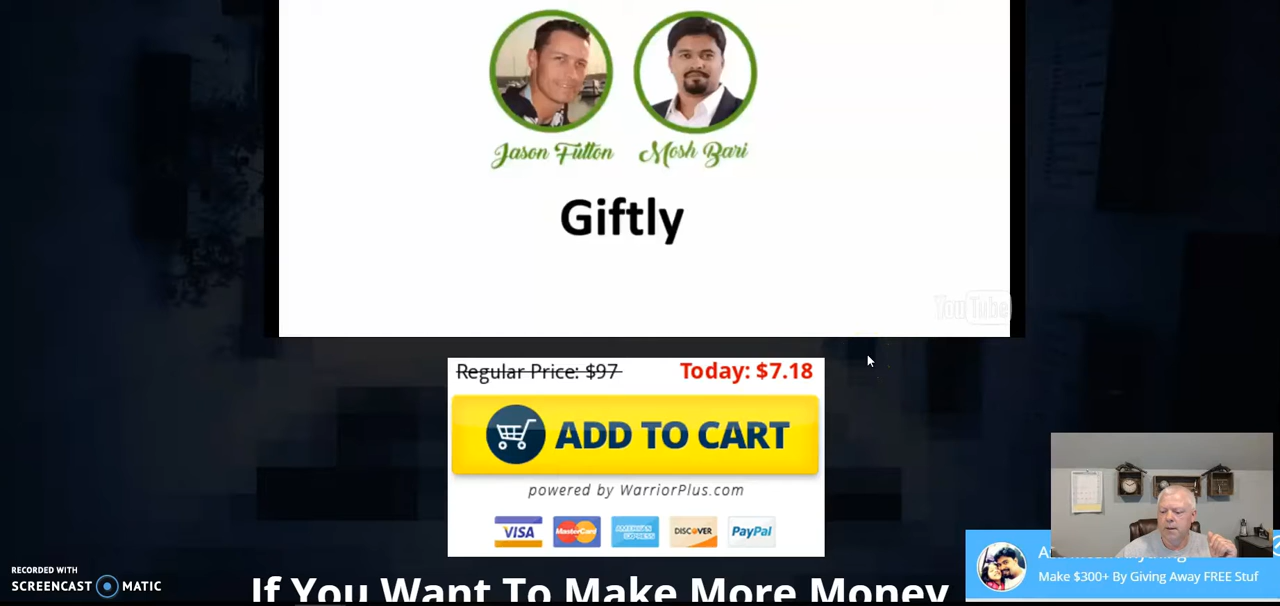 Jason Fulton Mosh Bari
Giftly
YouTube
Regular Price: $97 Today: $7.18
ADD TO CART
powered by WarriorPlus.com
VISA MasterCard AMERICAN EXPRESS DISCOVER PayPal
Make $300+ By Giving Away FREE Stuf
RECORDED WITH
SCREENCAST MATIC
If You Want To Make More Money